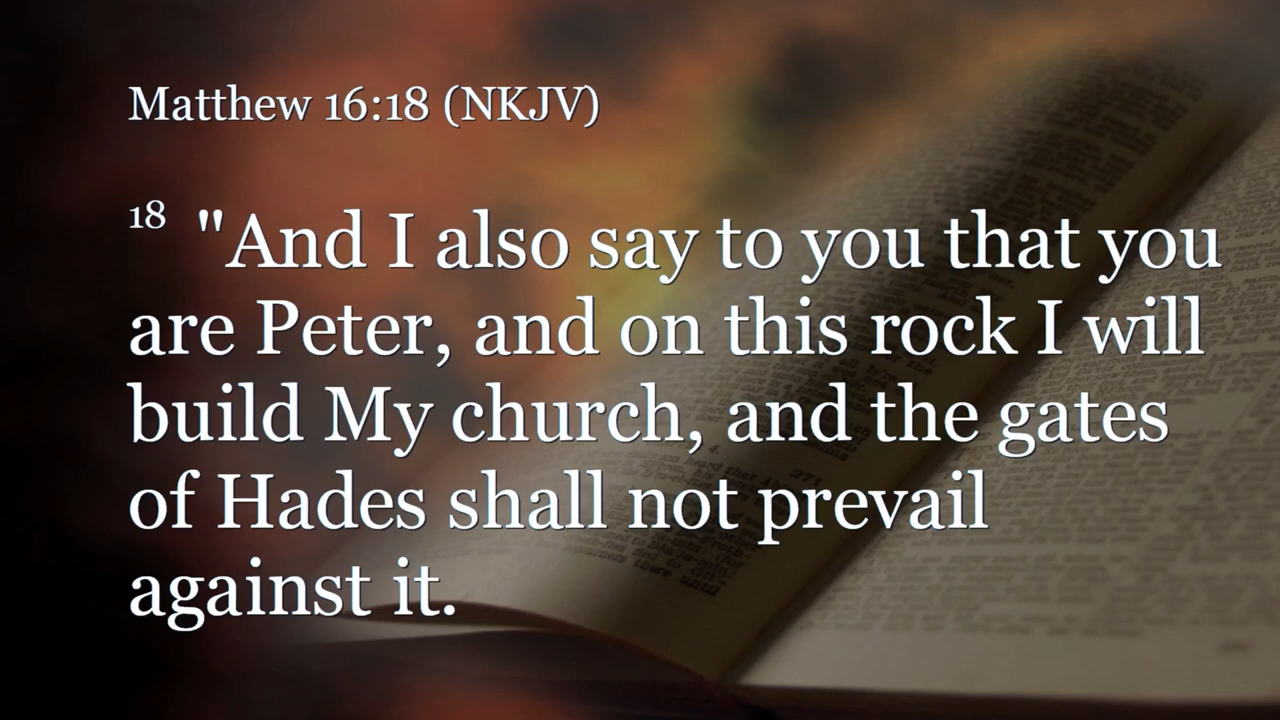 Matthew 16:18 (NKJV)
18 "And I also say to you that you
are Peter, and on this rock I will
build My church, and the gates
of Hades shall not prevail
against it.